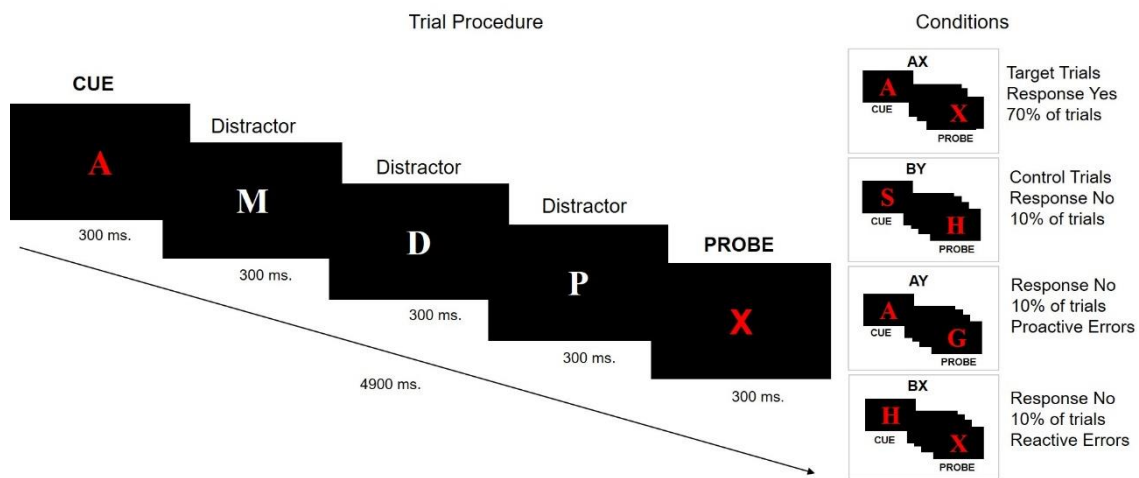 Trial Procedure
CUE
A
300 ms.
Distractor
M
300 ms.
Distractor
D
300 ms.
Distractor
P
300 ms.
PROBE
X
300 ms.
4900 ms.
Conditions
AX
A
CUE
X
PROBE
Target Trials
Response Yes
70% of trials
BY
S
CUE
H
PROBE
Control Trials
Response No
10% of trials
AY
A
CUE
G
PROBE
Response No
10% of trials
Proactive Errors
BX
H
CUE
X
PROBE
Response No
10% of trials
Reactive Errors